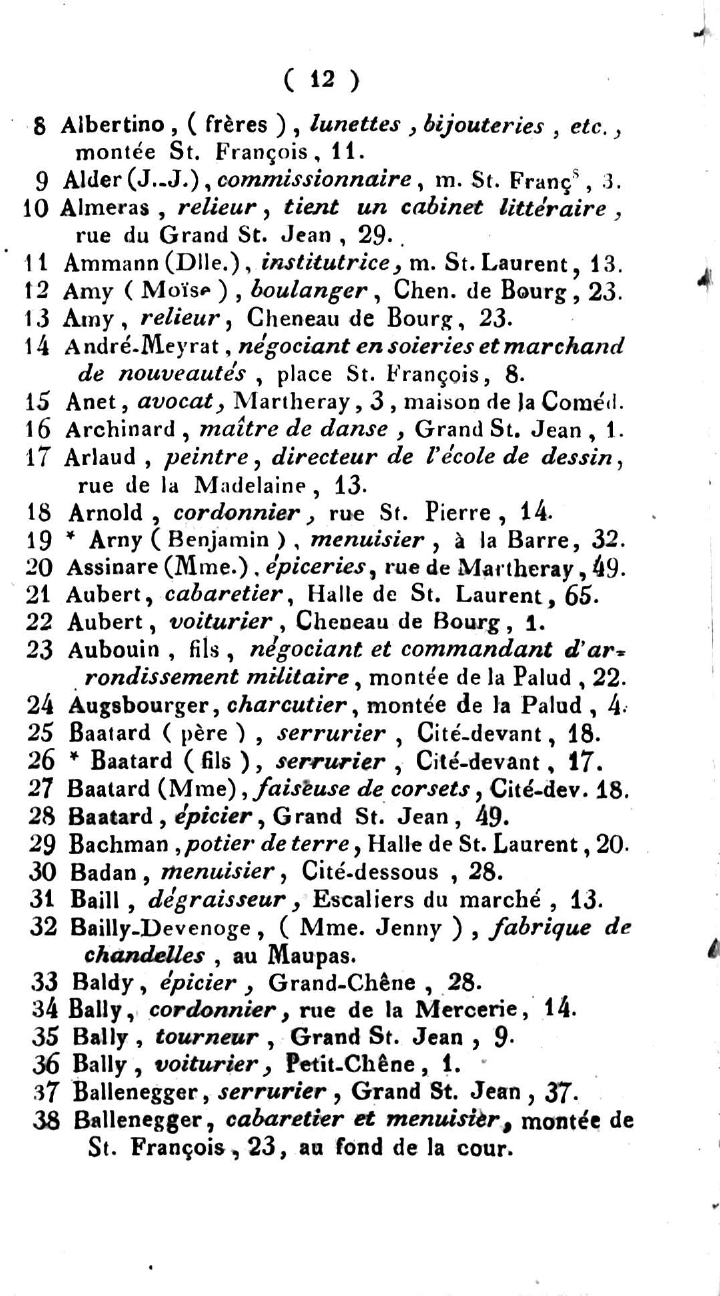 ( 12 )
8 Albertino , ( frères ) , lunettes , bijouteries , etc. ,
montée St. François , 11.
9 Alder (J.-J.) , commissionnaire , m. St. Franç^s , 3.
10 Almeras , relieur , tient un cabinet littéraire ,
rue du Grand St. Jean , 29.
11 Ammann (Dlle.) , institutrice, m. St. Laurent, 13.
12 Amy ( Moïse ) , boulanger , Chen. de Bourg , 23.
13 Amy , relieur , Cheneau de Bourg , 23.
14 André-Meyrat , négociant en soieries et marchand
de nouveautés , place St. François, 8.
15 Anet , avocat, Martheray , 3 , maison de la Coméd.
16 Archinard , maître de danse , Grand St. Jean , 1.
17 Arlaud , peintre , directeur de l'école de dessin,
rue de la Madelaine , 13.
18 Arnold , cordonnier , rue St. Pierre , 14.
19 * Arny ( Benjamin ) , menuisier , à la Barre, 32.
20 Assinare (Mme.) , épiceries, rue de Martheray , 49.
21 Aubert, cabaretier, Halle de St. Laurent, 65.
22 Aubert , voiturier , Cheneau de Bourg , 1.
23 Aubouin , fils , négociant et commandant d'ar-
rondissement militaire , montée de la Palud , 22.
24 Augsbourger, charcutier, montée de la Palud , 4.
25 Baatard ( père ) , serrurier , Cité-devant, 18.
26 * Baatard ( fils ), serrurier , Cité-devant , 17.
27 Baatard (Mme) , faiseuse de corsets , Cité-dev. 18.
28 Baatard , épicier , Grand St. Jean , 49.
29 Bachman , potier de terre , Halle de St. Laurent , 20.
30 Badan , menuisier , Cité-dessous , 28.
31 Baill , dégraisseur , Escaliers du marché , 13.
32 Bailly-Devenoge , ( Mme. Jenny ) , fabrique de
chandelles , au Maupas.
33 Baldy , épicier , Grand-Chêne , 28.
34 Bally, cordonnier, rue de la Mercerie, 14.
35 Bally , tourneur , Grand St. Jean , 9.
36 Bally , voiturier, Petit-Chêne , 1.
37 Ballenegger, serrurier , Grand St. Jean , 37.
38 Ballenegger, cabaretier et menuisier, montée de
St. François , 23, au fond de la cour.